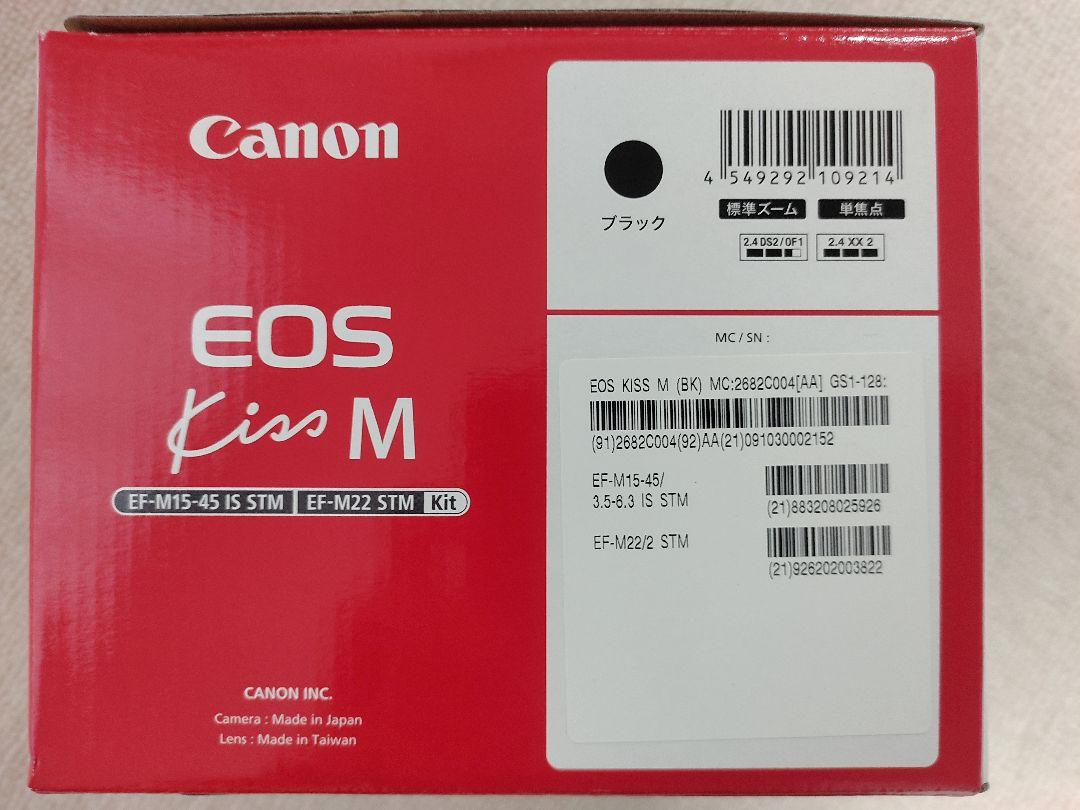 Canon
EOS
Kiss M
EF-M15-45 IS STM EF-M22 STM Kit
CANON INC.
Camera : Made in Japan
Lens : Made in Taiwan
ブラック
4 549292 109214
標準ズーム 単焦点
2.4 DS2/0F1 2.4 XX 2
MC / SN :
EOS KISS M (BK) MC:2682C004[AA] GS1-128:
(91)2682C004(92)AA(21)091030002152
EF-M15-45/
3.5-6.3 IS STM
(21)883208025926
EF-M22/2 STM
(21)926202003822